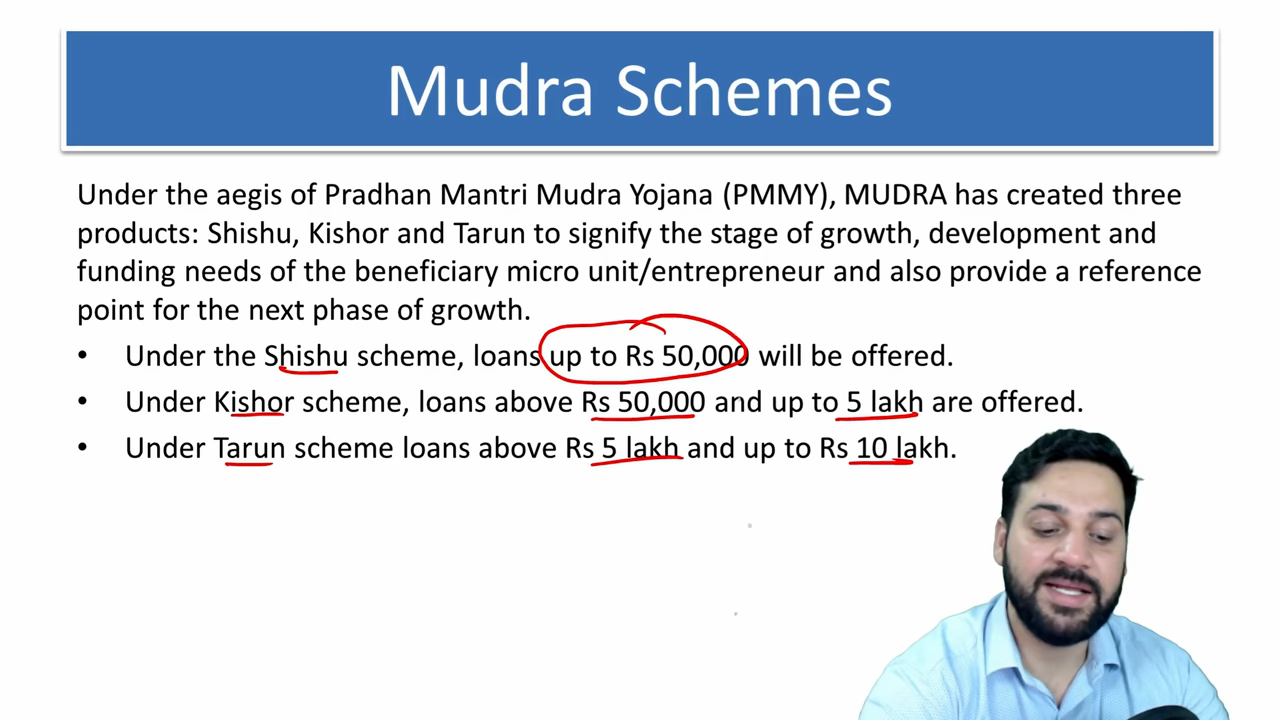 Mudra Schemes
Under the aegis of Pradhan Mantri Mudra Yojana (PMMY), MUDRA has created three
products: Shishu, Kishor and Tarun to signify the stage of growth, development and
funding needs of the beneficiary micro unit/entrepreneur and also provide a reference
point for the next phase of growth.
• Under the Shishu scheme, loans up to Rs 50,000 will be offered.
• Under Kishor scheme, loans above Rs 50,000 and up to 5 lakh are offered.
• Under Tarun scheme loans above Rs 5 lakh and up to Rs 10 lakh.